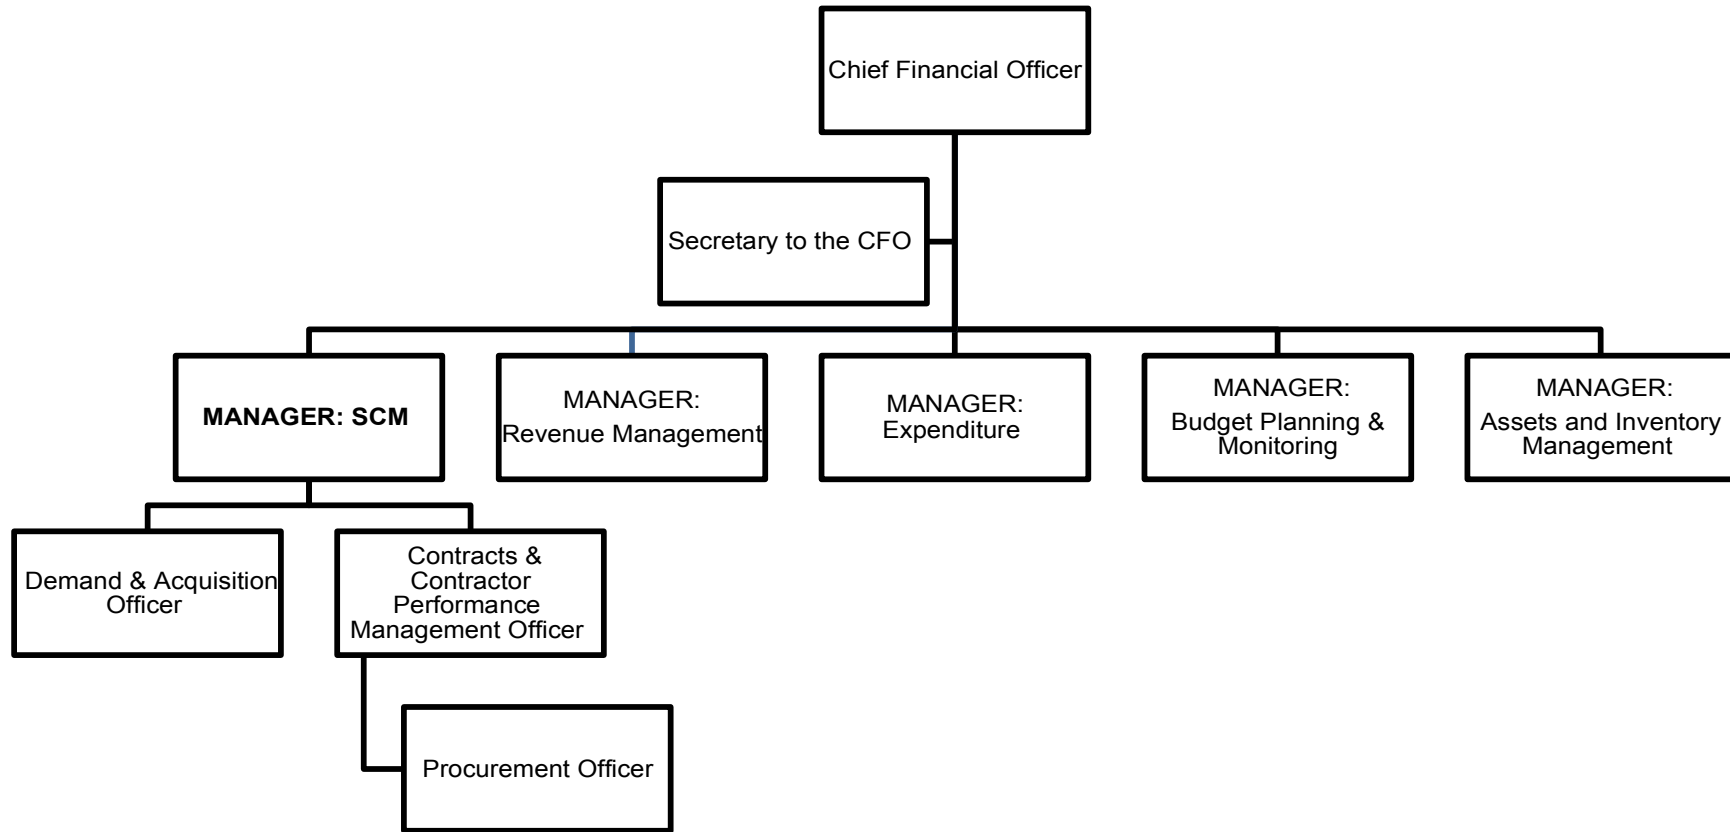 Chief Financial Officer
Secretary to the CFO
MANAGER: SCM
MANAGER:
Revenue Management
MANAGER:
Expenditure
MANAGER:
Budget Planning &
Monitoring
MANAGER:
Assets and Inventory
Management
Demand & Acquisition
Officer
Contracts &
Contractor
Performance
Management Officer
Procurement Officer